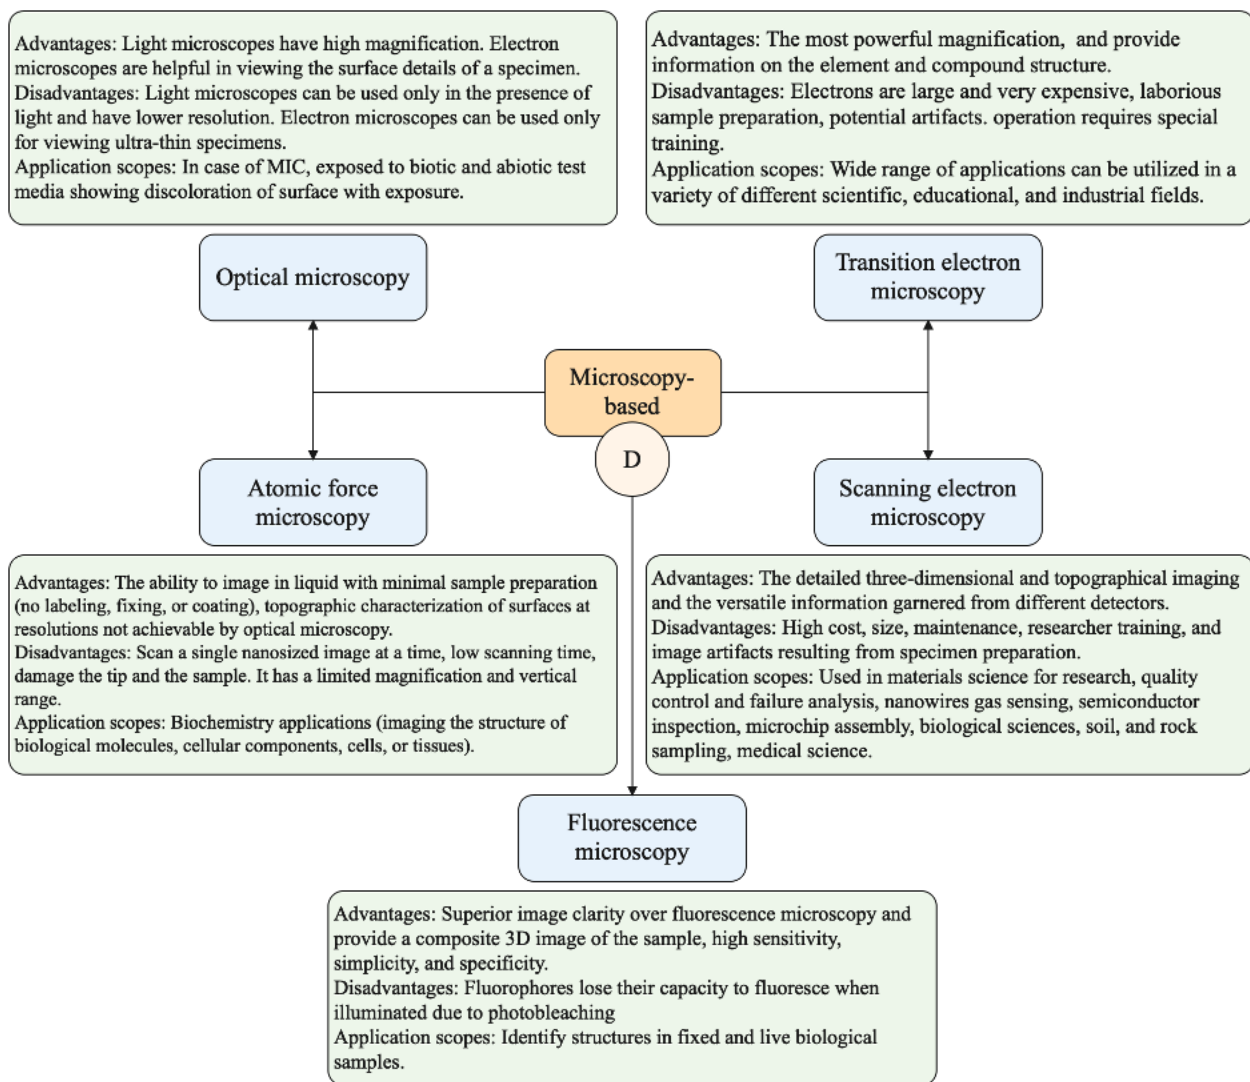 Advantages: Light microscopes have high magnification. Electron
microscopes are helpful in viewing the surface details of a specimen.
Disadvantages: Light microscopes can be used only in the presence of
light and have lower resolution. Electron microscopes can be used only
for viewing ultra-thin specimens.
Application scopes: In case of MIC, exposed to biotic and abiotic test
media showing discoloration of surface with exposure.
Advantages: The most powerful magnification, and provide
information on the element and compound structure.
Disadvantages: Electrons are large and very expensive, laborious
sample preparation, potential artifacts. operation requires special
training.
Application scopes: Wide range of applications can be utilized in a
variety of different scientific, educational, and industrial fields.
Optical microscopy
Transition electron
microscopy
Microscopy-
based
D
Atomic force
microscopy
Scanning electron
microscopy
Advantages: The ability to image in liquid with minimal sample preparation
(no labeling, fixing, or coating), topographic characterization of surfaces at
resolutions not achievable by optical microscopy.
Disadvantages: Scan a single nanosized image at a time, low scanning time,
damage the tip and the sample. It has a limited magnification and vertical
range.
Application scopes: Biochemistry applications (imaging the structure of
biological molecules, cellular components, cells, or tissues).
Advantages: The detailed three-dimensional and topographical imaging
and the versatile information garnered from different detectors.
Disadvantages: High cost, size, maintenance, researcher training, and
image artifacts resulting from specimen preparation.
Application scopes: Used in materials science for research, quality
control and failure analysis, nanowires gas sensing, semiconductor
inspection, microchip assembly, biological sciences, soil, and rock
sampling, medical science.
Fluorescence
microscopy
Advantages: Superior image clarity over fluorescence microscopy and
provide a composite 3D image of the sample, high sensitivity,
simplicity, and specificity.
Disadvantages: Fluorophores lose their capacity to fluoresce when
illuminated due to photobleaching
Application scopes: Identify structures in fixed and live biological
samples.